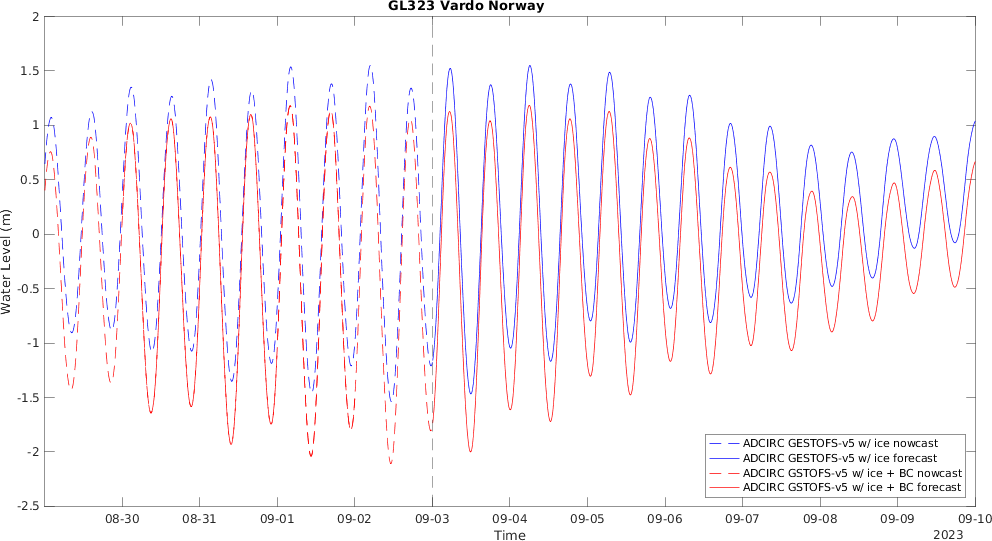 GL323 Vardo Norway
2
1.5
1
0.5
0
-0.5
-1
-1.5
-2
-2.5
Water Level (m)
ADCIRC GESTOFS-v5 w/ ice nowcast
ADCIRC GESTOFS-v5 w/ ice forecast
ADCIRC GSTOFS-v5 w/ ice + BC nowcast
ADCIRC GSTOFS-v5 w/ ice + BC forecast
08-30 08-31 09-01 09-02 09-03 09-04 09-05 09-06 09-07 09-08 09-09 09-10
Time
2023